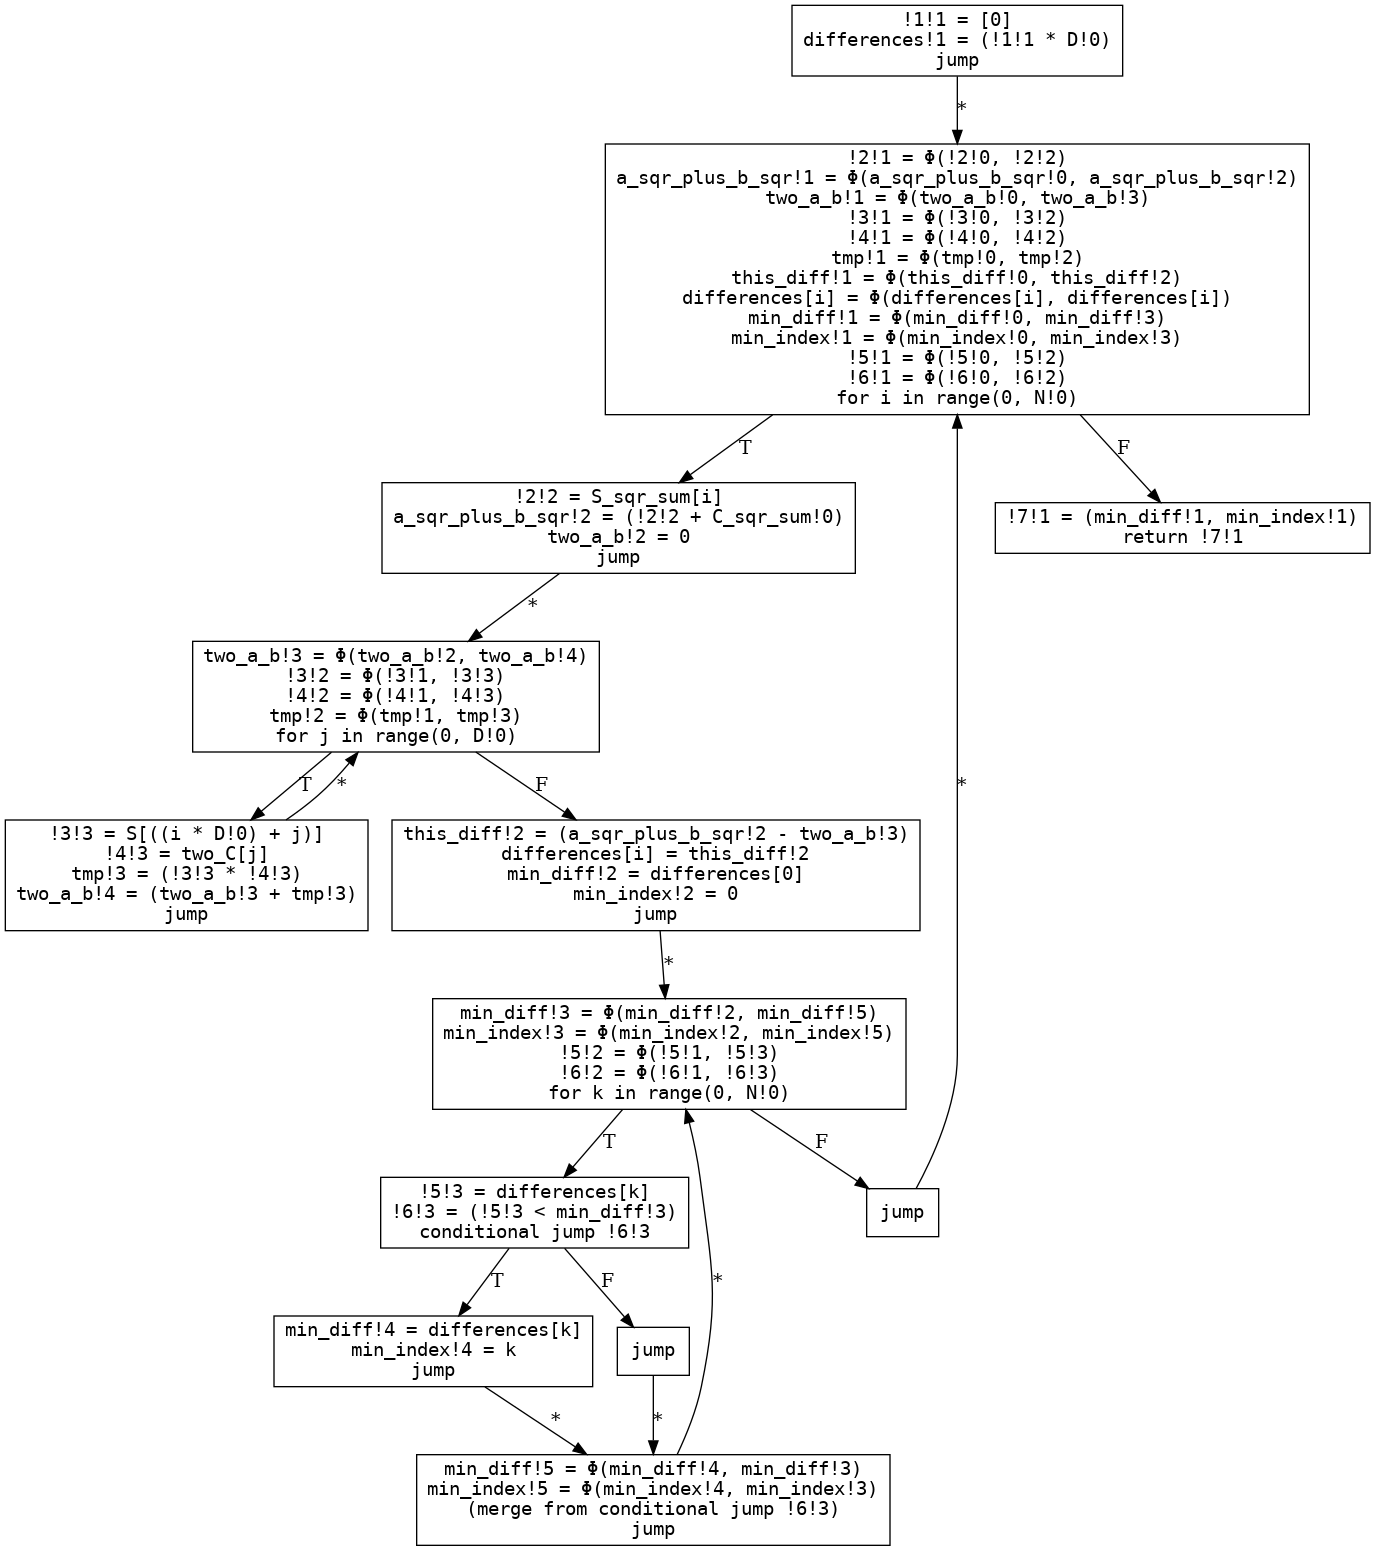 !1!1 = [0]
differences!1 = (!1!1 * D!0)
jump
*
!2!1 = Φ(!2!0, !2!2)
a_sqr_plus_b_sqr!1 = Φ(a_sqr_plus_b_sqr!0, a_sqr_plus_b_sqr!2)
two_a_b!1 = Φ(two_a_b!0, two_a_b!3)
!3!1 = Φ(!3!0, !3!2)
!4!1 = Φ(!4!0, !4!2)
tmp!1 = Φ(tmp!0, tmp!2)
this_diff!1 = Φ(this_diff!0, this_diff!2)
differences[i] = Φ(differences[i], differences[i])
min_diff!1 = Φ(min_diff!0, min_diff!3)
min_index!1 = Φ(min_index!0, min_index!3)
!5!1 = Φ(!5!0, !5!2)
!6!1 = Φ(!6!0, !6!2)
for i in range(0, N!0)
T
F
!2!2 = S_sqr_sum[i]
a_sqr_plus_b_sqr!2 = (!2!2 + C_sqr_sum!0)
two_a_b!2 = 0
jump
!7!1 = (min_diff!1, min_index!1)
return !7!1
*
two_a_b!3 = Φ(two_a_b!2, two_a_b!4)
!3!2 = Φ(!3!1, !3!3)
!4!2 = Φ(!4!1, !4!3)
tmp!2 = Φ(tmp!1, tmp!3)
for j in range(0, D!0)
T
*
F
*
!3!3 = S[((i * D!0) + j)]
!4!3 = two_C[j]
tmp!3 = (!3!3 * !4!3)
two_a_b!4 = (two_a_b!3 + tmp!3)
jump
this_diff!2 = (a_sqr_plus_b_sqr!2 - two_a_b!3)
differences[i] = this_diff!2
min_diff!2 = differences[0]
min_index!2 = 0
jump
*
min_diff!3 = Φ(min_diff!2, min_diff!5)
min_index!3 = Φ(min_index!2, min_index!5)
!5!2 = Φ(!5!1, !5!3)
!6!2 = Φ(!6!1, !6!3)
for k in range(0, N!0)
T
F
!5!3 = differences[k]
!6!3 = (!5!3 < min_diff!3)
conditional jump !6!3
jump
T
F
*
min_diff!4 = differences[k]
min_index!4 = k
jump
jump
*
*
min_diff!5 = Φ(min_diff!4, min_diff!3)
min_index!5 = Φ(min_index!4, min_index!3)
(merge from conditional jump !6!3)
jump